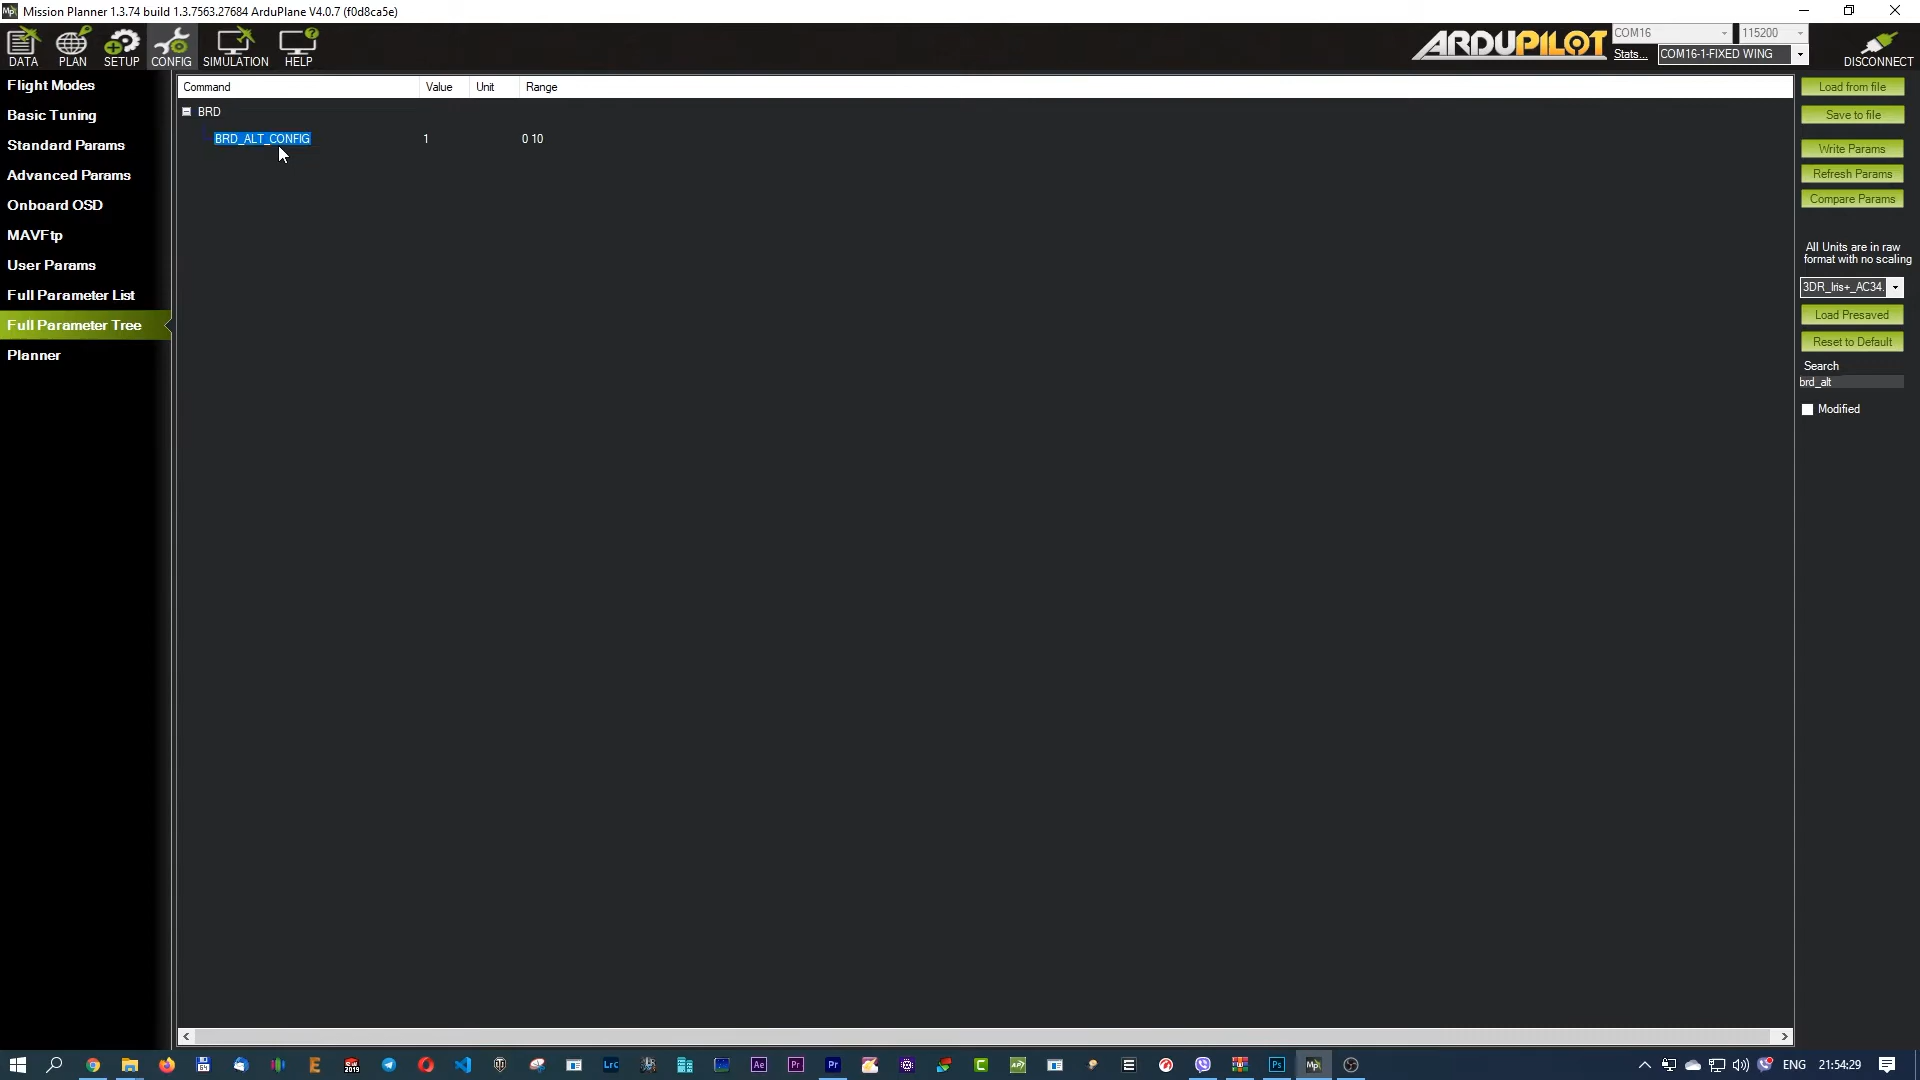 Mission Planner 1.3.74 build 1.3.7563.27684 ArduPlane V4.0.7 (f0d8ca5e)
DATA
PLAN
SETUP
CONFIG
SIMULATION
HELP
ARDUPILOT
COM16
115200
Stats...
COM16-1-FIXED WING
DISCONNECT
Flight Modes
Basic Tuning
Standard Params
Advanced Params
Onboard OSD
MAVFtp
User Params
Full Parameter List
Full Parameter Tree
Planner
Command Value Unit Range
BRD
BRD_ALT_CONFIG 1 0 10
Load from file
Save to file
Write Params
Refresh Params
Compare Params
All Units are in raw
format with no scaling
3DR_Iris+_AC34.
Load Presaved
Reset to Default
Search
brd_alt
Modified
ENG
21:54:29